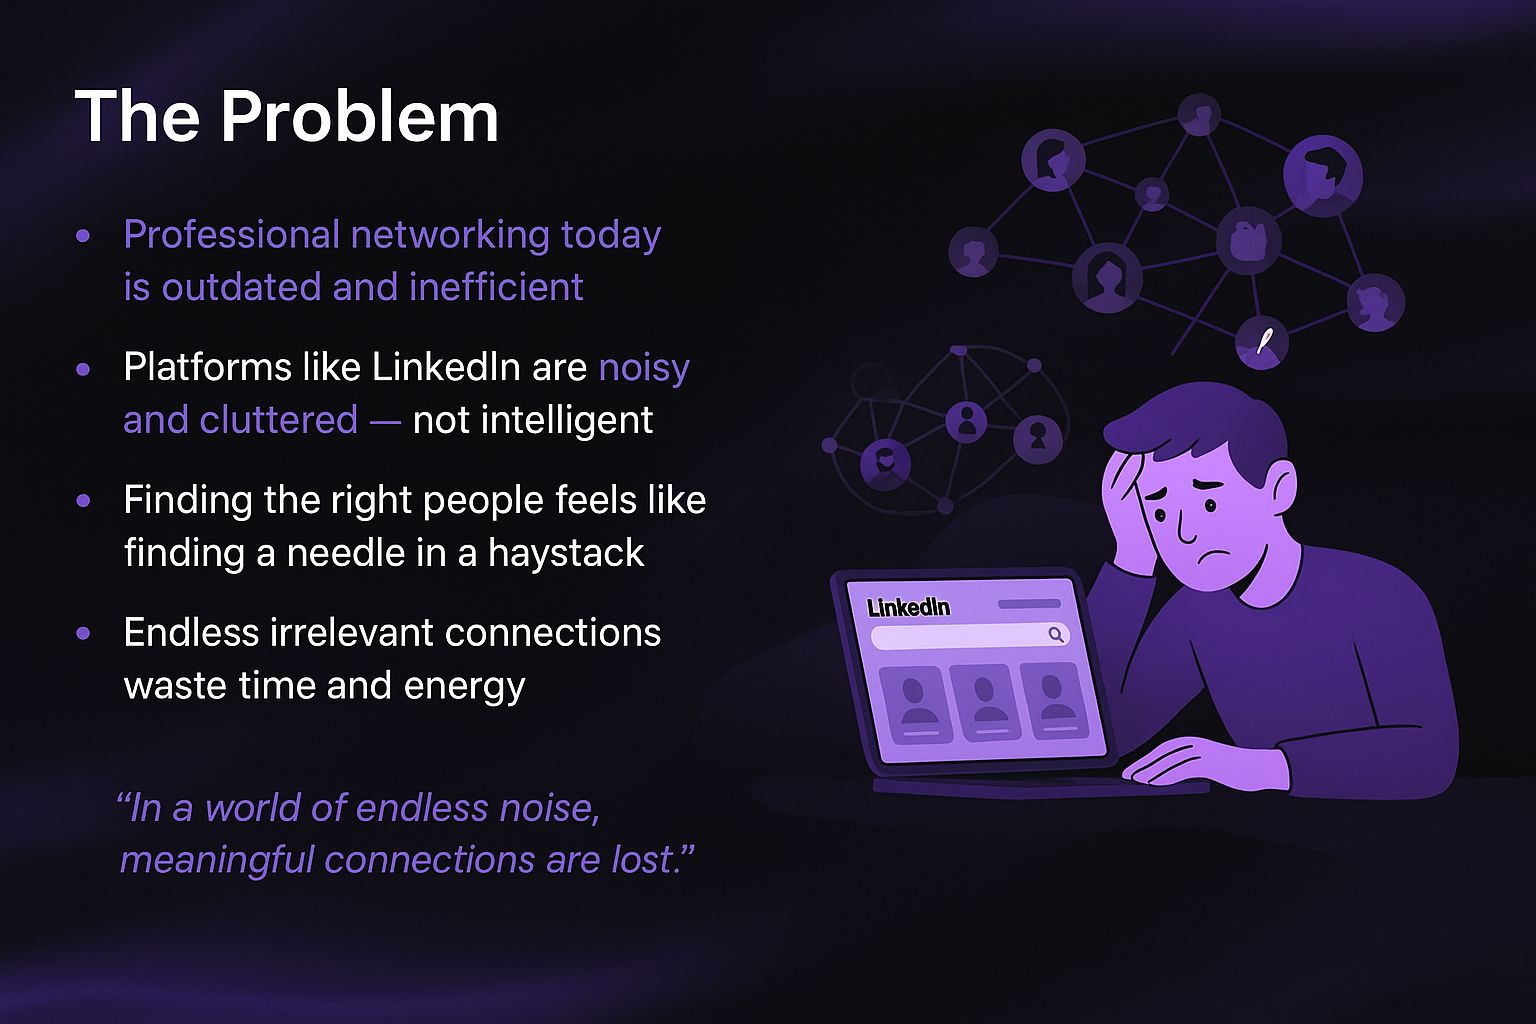 The Problem
• Professional networking today
is outdated and inefficient
• Platforms like LinkedIn are noisy
and cluttered — not intelligent
• Finding the right people feels like
finding a needle in a haystack
• Endless irrelevant connections
waste time and energy
“In a world of endless noise,
meaningful connections are lost.”
LinkedIn